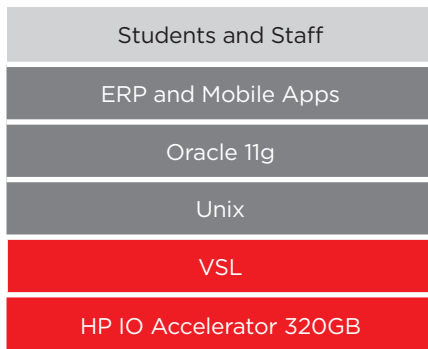 Students and Staff
ERP and Mobile Apps
Oracle 11g
Unix
VSL
HP IO Accelerator 320GB